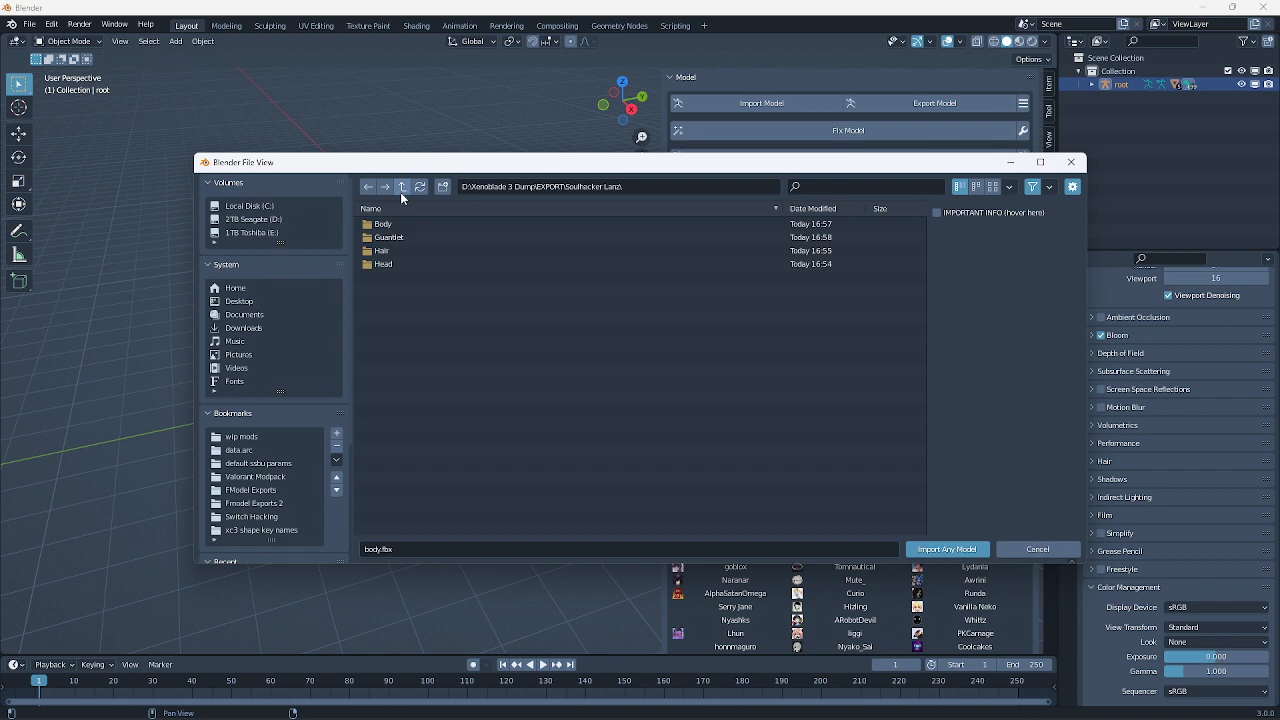 Blender
File Edit Render Window Help Layout Modeling Sculpting UV Editing Texture Paint Shading Animation Rendering Compositing Geometry Nodes Scripting + Scene ViewLayer
Object Mode View Select Add Object Global
Options
User Perspective
(1) Collection | root
Z
Y
X
Model
Import Model Export Model
Fix Model
Item
Tool
View
Scene Collection
Collection
root
Blender File View
Volumes
Local Disk (C:)
2TB Seagate (D:)
1TB Toshiba (E:)
System
Home
Desktop
Documents
Downloads
Music
Pictures
Videos
Fonts
Bookmarks
wip mods
data.arc
default ssbu params
Valorant Modpack
FModel Exports
Fmodel Exports 2
Switch Hacking
xc3 shape key names
Recent
D:\Xenoblade 3 Dump\EXPORT\Soulhacker Lanz\
Name Date Modified Size
Body Today 16:57
Guantlet Today 16:58
Hair Today 16:55
Head Today 16:54
IMPORTANT INFO (hover here)
body.fbx Import Any Model Cancel
Viewport 16
Viewport Denoising
Ambient Occlusion
Bloom
Depth of Field
Subsurface Scattering
Screen Space Reflections
Motion Blur
Volumetrics
Performance
Hair
Shadows
Indirect Lighting
Film
Simplify
Grease Pencil
Freestyle
Color Management
Display Device sRGB
View Transform Standard
Look None
Exposure 0.000
Gamma 1.000
Sequencer sRGB
goblox Tomnautical Lydania
Naranar Mute_ Awrini
AlphaSatanOmega Curio Runda
Serry Jane Hizling Vanilla Neko
Nyashks ARobotDevil Whittz
Lhun liggi PKCarnage
honnmaguro Nyako_Sai Coolcakes
Playback Keying View Marker 1 Start 1 End 250
1 10 20 30 40 50 60 70 80 90 100 110 120 130 140 150 160 170 180 190 200 210 220 230 240 250
Pan View 3.0.0